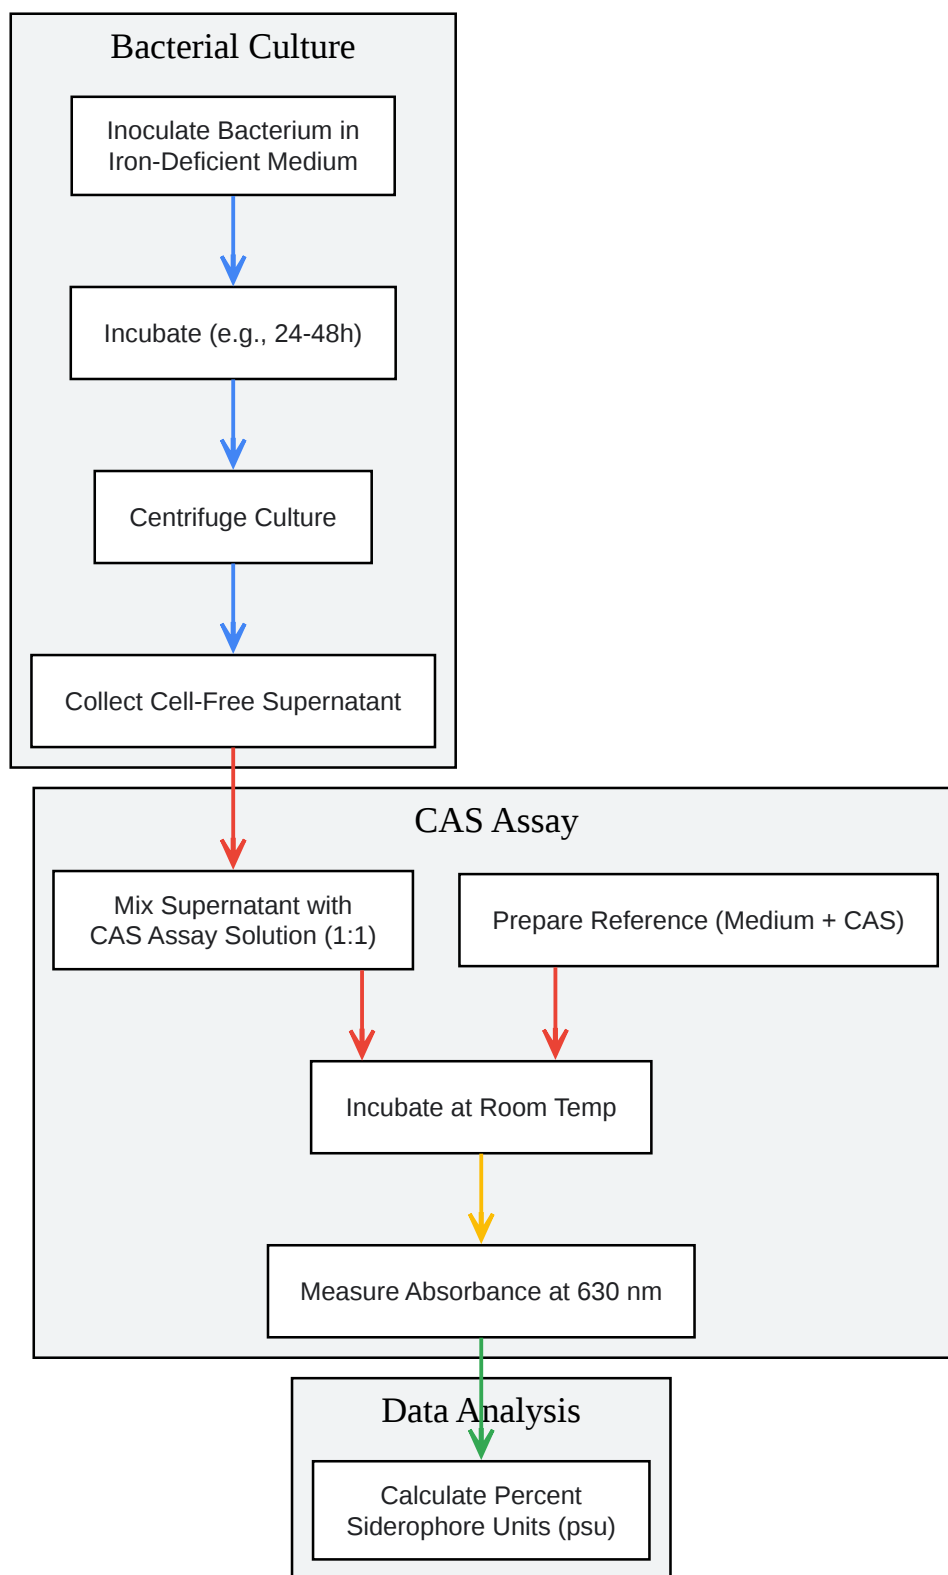 Bacterial Culture
Inoculate Bacterium in
Iron-Deficient Medium
Incubate (e.g., 24-48h)
Centrifuge Culture
Collect Cell-Free Supernatant
CAS Assay
Mix Supernatant with
CAS Assay Solution (1:1)
Prepare Reference (Medium + CAS)
Incubate at Room Temp
Measure Absorbance at 630 nm
Data Analysis
Calculate Percent
Siderophore Units (psu)